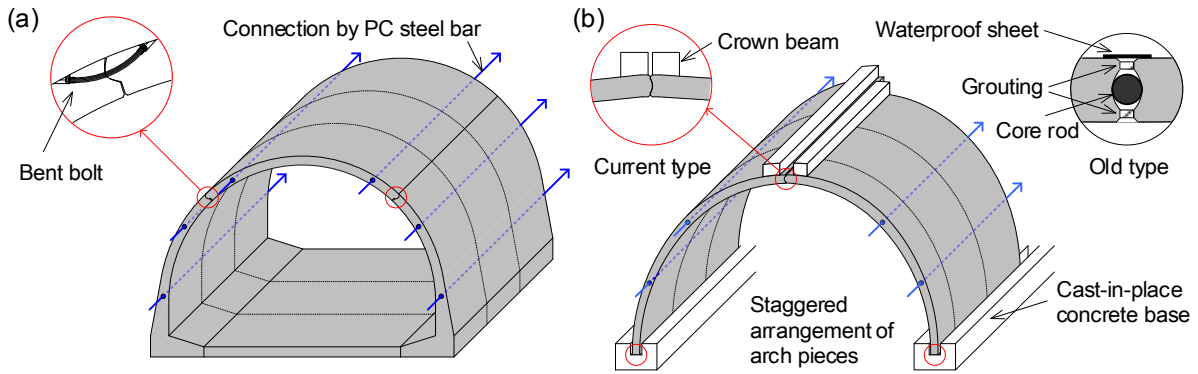 (a)
Connection by PC steel bar
Bent bolt
(b)
Crown beam
Current type
Waterproof sheet
Grouting
Core rod
Old type
Staggered
arrangement of
arch pieces
Cast-in-place
concrete base